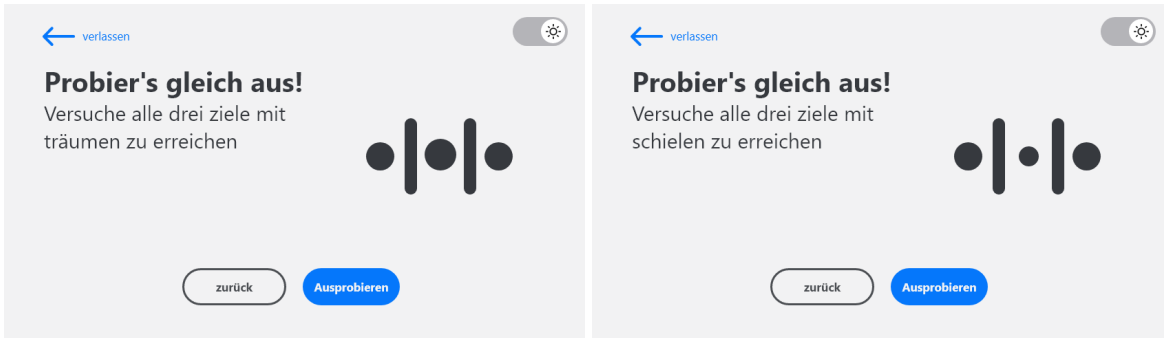 verlassen
Probier's gleich aus!
Versuche alle drei ziele mit
träumen zu erreichen
zurück
Ausprobieren
verlassen
Probier's gleich aus!
Versuche alle drei ziele mit
schielen zu erreichen
zurück
Ausprobieren